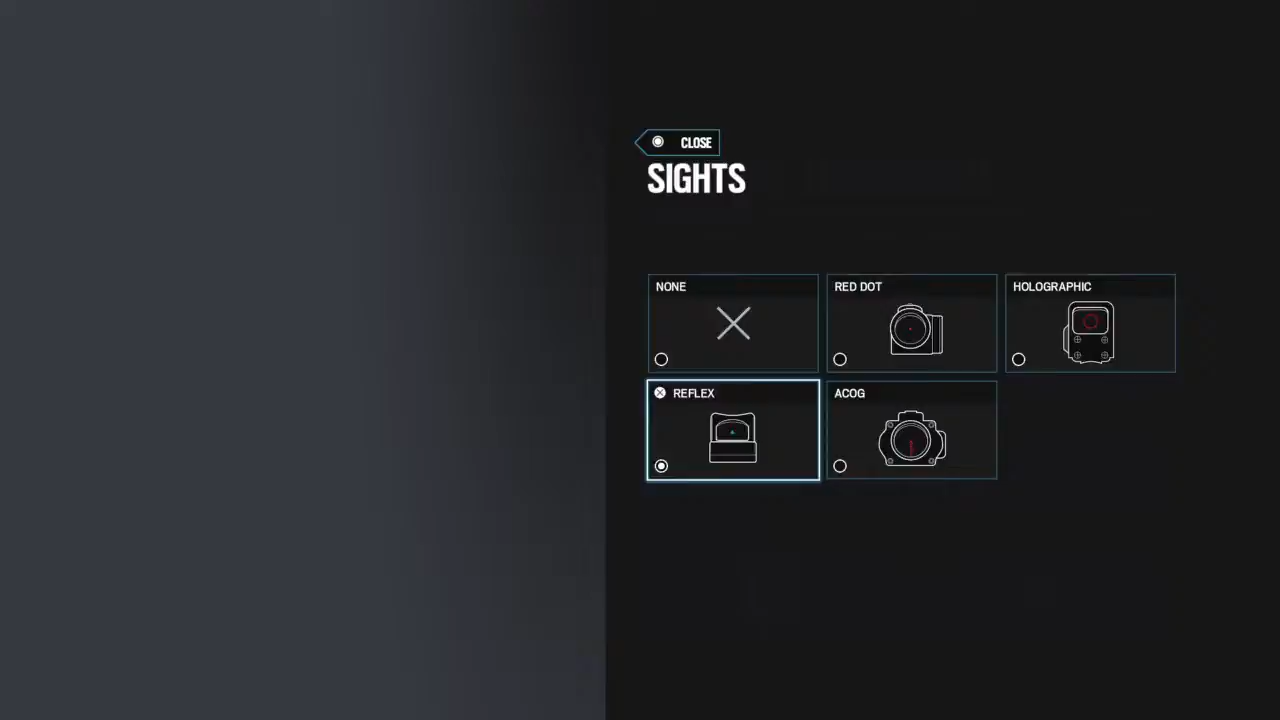 CLOSE
SIGHTS
NONE
RED DOT
HOLOGRAPHIC
REFLEX
ACOG